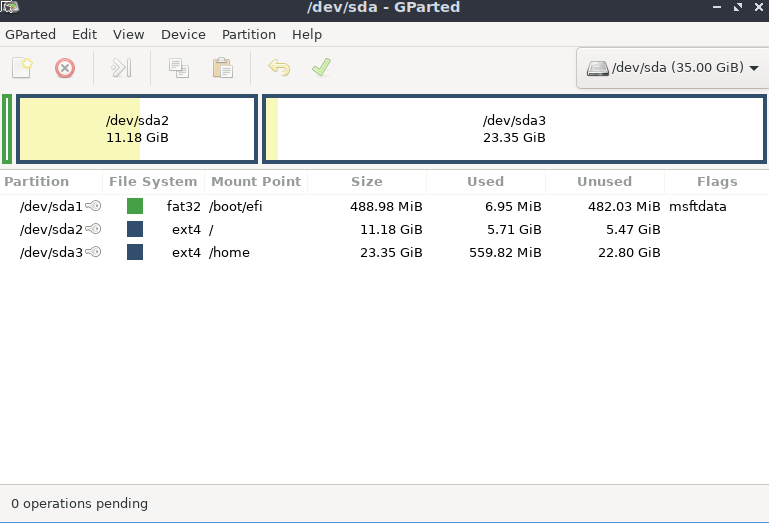 /dev/sda - GParted
GParted Edit View Device Partition Help
/dev/sda (35.00 GiB)
/dev/sda2 /dev/sda3
11.18 GiB 23.35 GiB
Partition File System Mount Point Size Used Unused Flags
/dev/sda1 fat32 /boot/efi 488.98 MiB 6.95 MiB 482.03 MiB msftdata
/dev/sda2 ext4 / 11.18 GiB 5.71 GiB 5.47 GiB
/dev/sda3 ext4 /home 23.35 GiB 559.82 MiB 22.80 GiB
0 operations pending